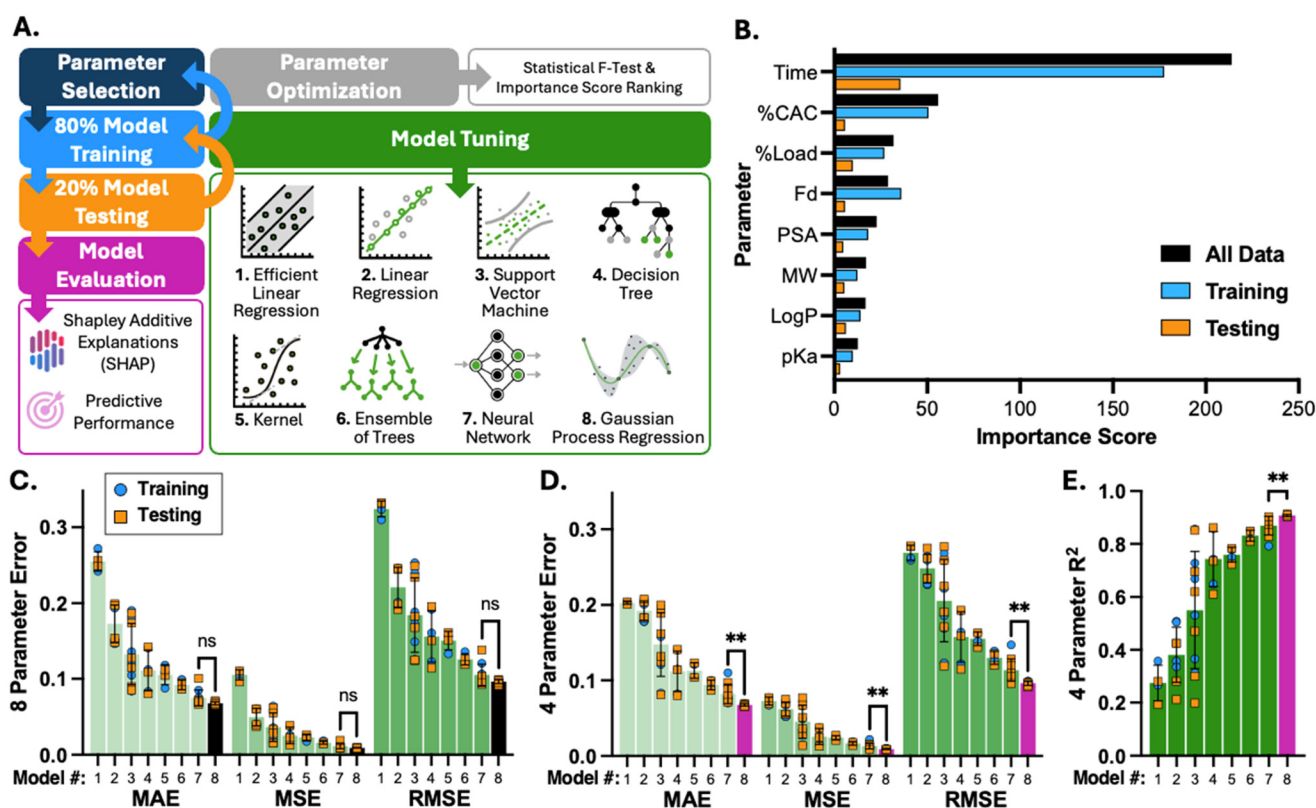 A.
Parameter
Selection
80% Model
Training
20% Model
Testing
Model
Evaluation
Shapley Additive
Explanations
(SHAP)
Predictive
Performance
Parameter
Optimization
Statistical F-Test &
Importance Score Ranking
Model Tuning
1. Efficient
Linear
Regression
2. Linear
Regression
3. Support
Vector
Machine
4. Decision
Tree
5. Kernel
6. Ensemble
of Trees
7. Neural
Network
8. Gaussian
Process Regression
B.
Parameter
Time
%CAC
%Load
Fd
PSA
MW
LogP
pKa
All Data
Training
Testing
0 50 100 150 200 250
Importance Score
C.
Training
Testing
8 Parameter Error
0.3
0.2
0.1
0.0
ns
ns
ns
Model #: 1 2 3 4 5 6 7 8 1 2 3 4 5 6 7 8 1 2 3 4 5 6 7 8
MAE MSE RMSE
D.
4 Parameter Error
0.3
0.2
0.1
0.0
**
**
**
Model #: 1 2 3 4 5 6 7 8 1 2 3 4 5 6 7 8 1 2 3 4 5 6 7 8
MAE MSE RMSE
E.
4 Parameter R²
1.0
0.8
0.6
0.4
0.2
0.0
**
Model #: 1 2 3 4 5 6 7 8